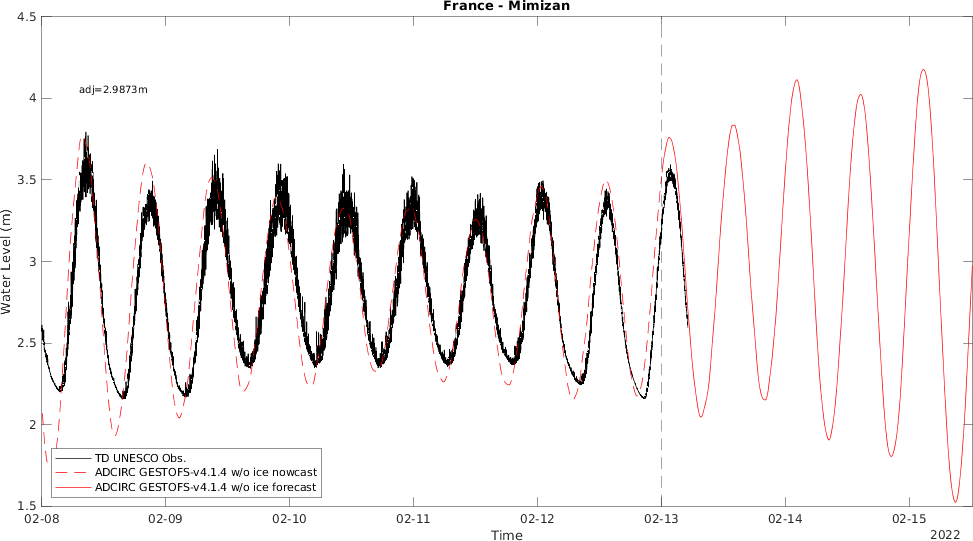 France - Mimizan
4.5
4
3.5
3
2.5
2
1.5
Water Level (m)
adj=2.9873m
TD UNESCO Obs.
ADCIRC GESTOFS-v4.1.4 w/o ice nowcast
ADCIRC GESTOFS-v4.1.4 w/o ice forecast
02-08 02-09 02-10 02-11 02-12 02-13 02-14 02-15
Time
2022